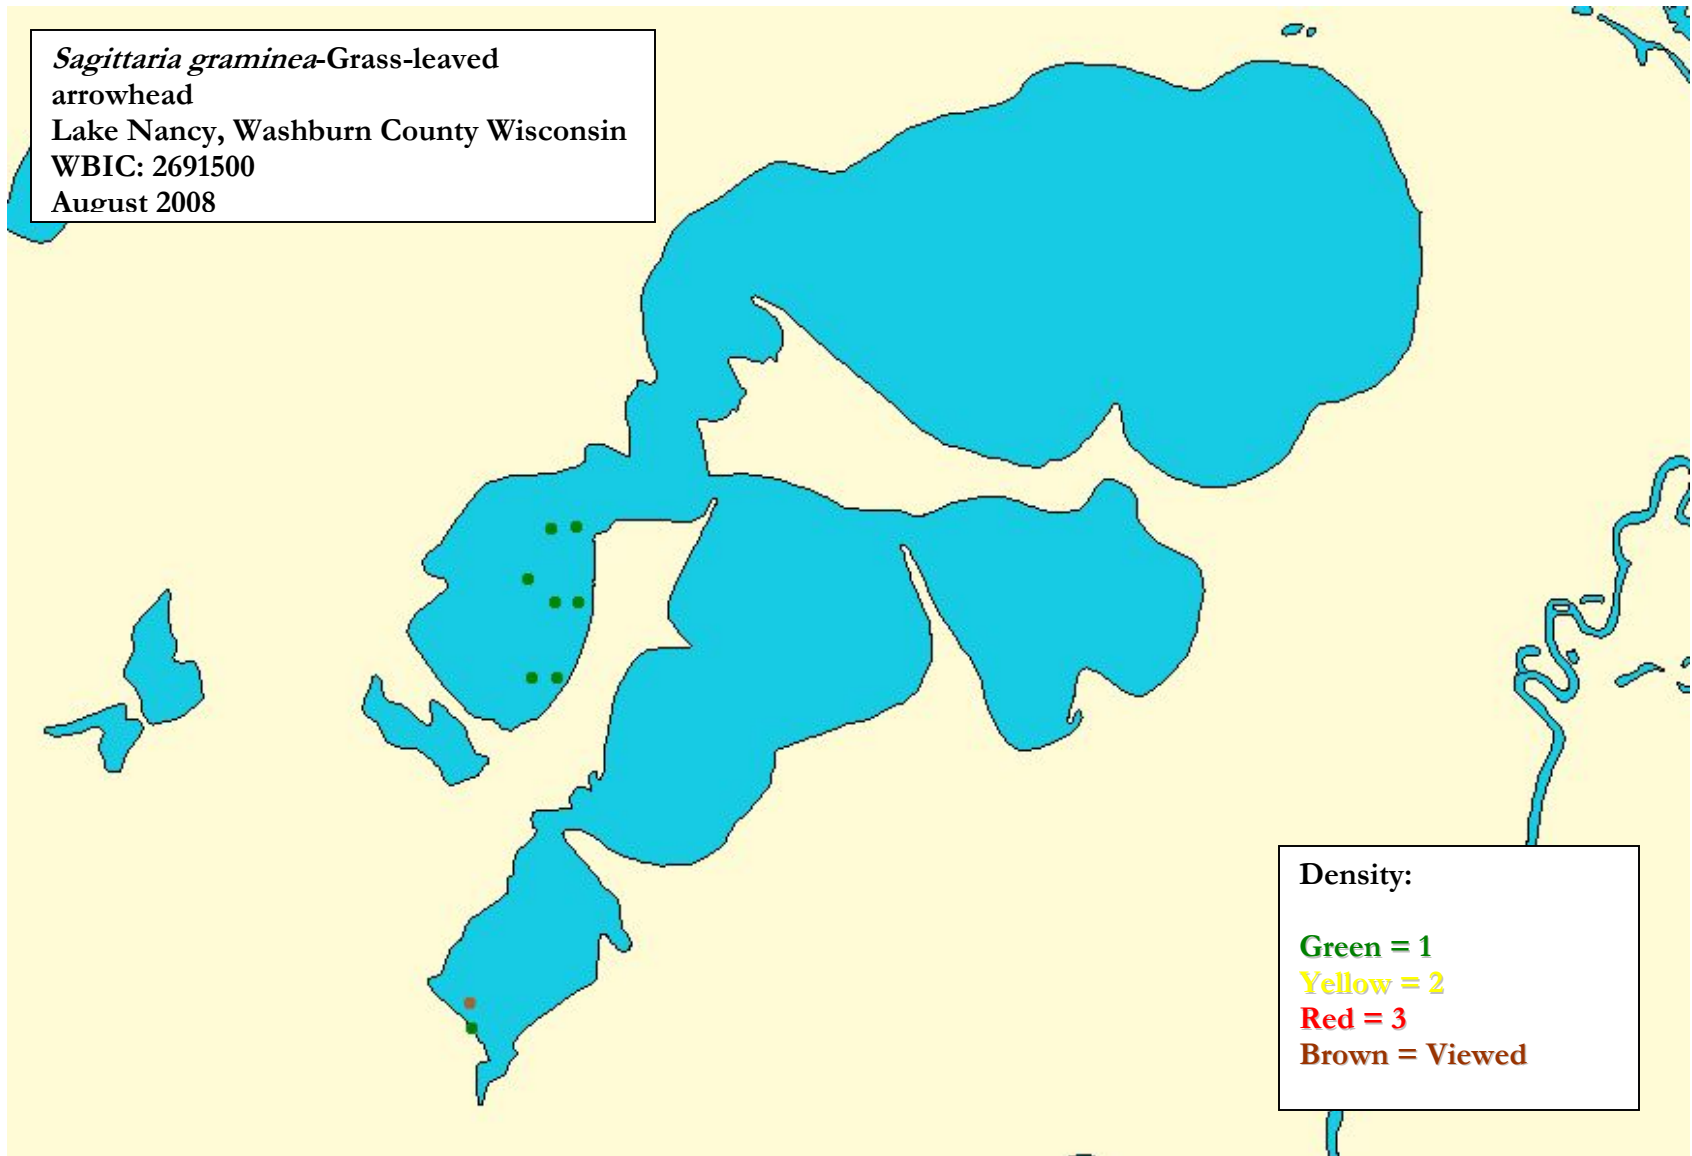 Sagittaria graminea-Grass-leaved
arrowhead
Lake Nancy, Washburn County Wisconsin
WBIC: 2691500
August 2008
Density:
Green = 1
Yellow = 2
Red = 3
Brown = Viewed